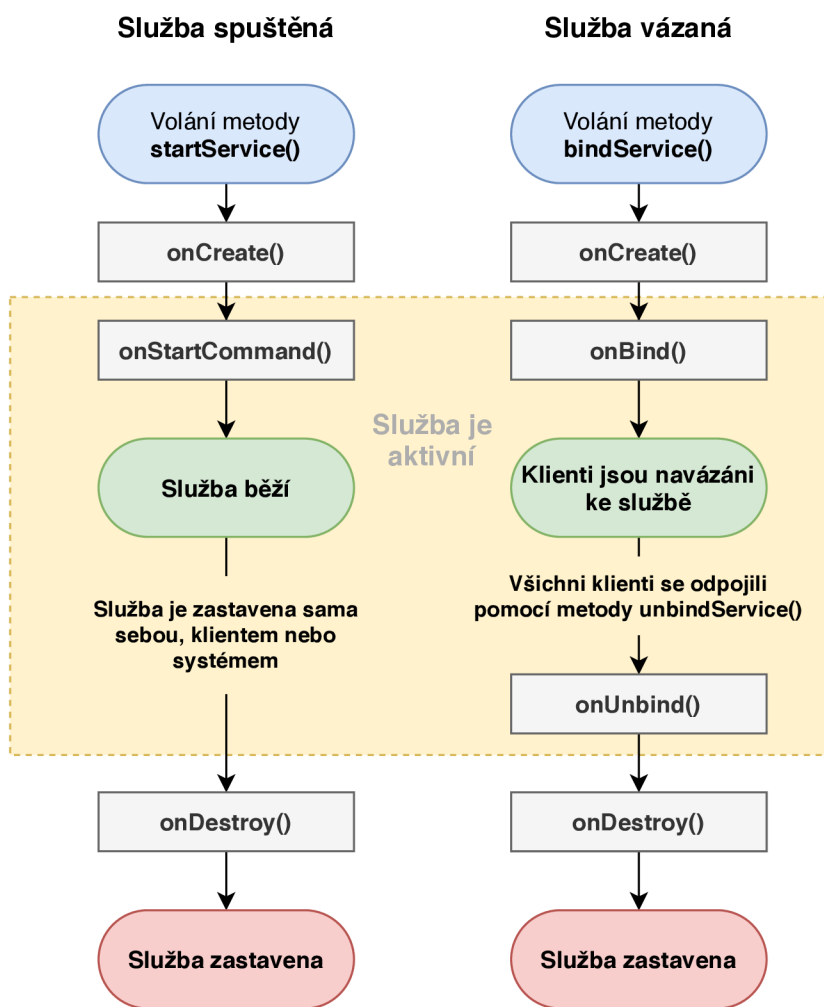 Služba spuštěná
Volání metody
startService()
onCreate()
onStartCommand()
Služba běží
Služba je zastavena sama
sebou, klientem nebo
systémem
onDestroy()
Služba zastavena
Služba je
aktivní
Služba vázaná
Volání metody
bindService()
onCreate()
onBind()
Klienti jsou navázáni
ke službě
Všichni klienti se odpojili
pomocí metody unbindService()
onUnbind()
onDestroy()
Služba zastavena